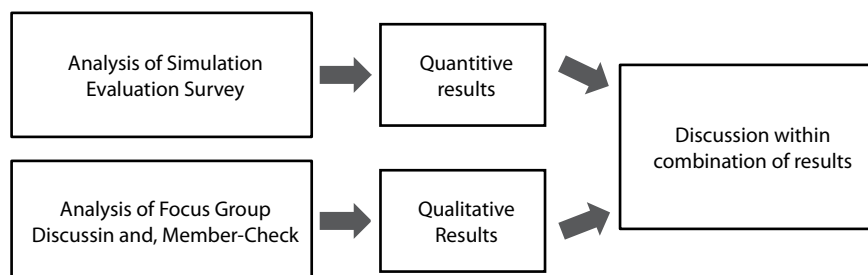 Analysis of Simulation
Evaluation Survey
Quantitive
results
Discussion within
combination of results
Analysis of Focus Group
Discussin and, Member-Check
Qualitative
Results